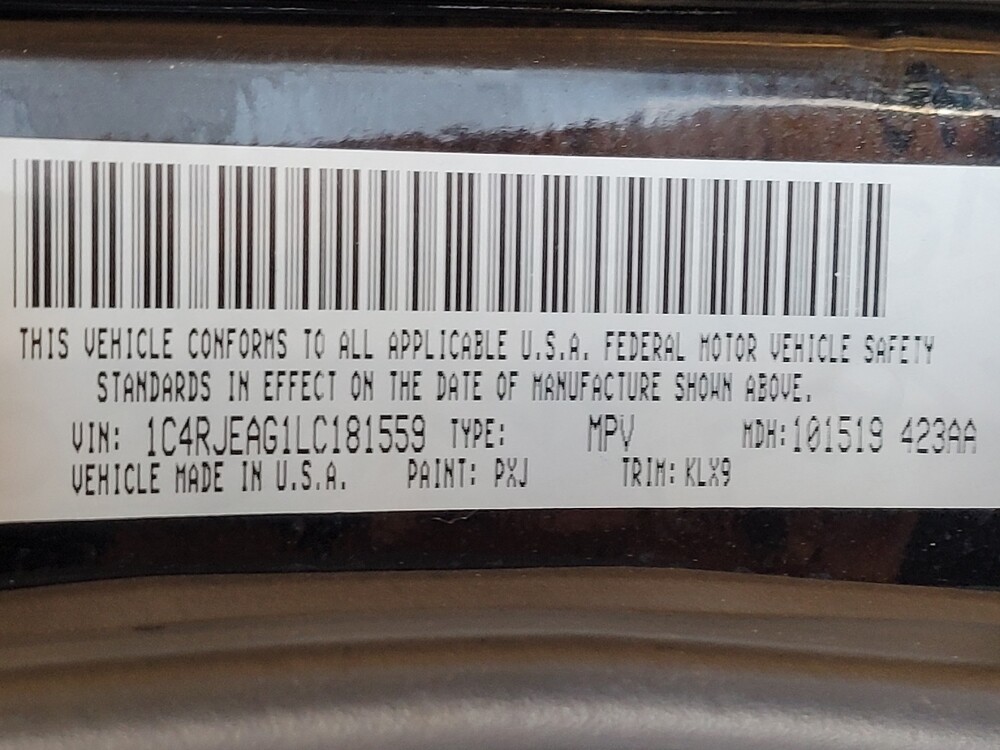 THIS VEHICLE CONFORMS TO ALL APPLICABLE U.S.A. FEDERAL MOTOR VEHICLE SAFETY
STANDARDS IN EFFECT ON THE DATE OF MANUFACTURE SHOWN ABOVE.
VIN: 1C4RJEAG1LC181559 TYPE: MPV MDH:101519 423AA
VEHICLE MADE IN U.S.A. PAINT: PXJ TRIM: KLX9